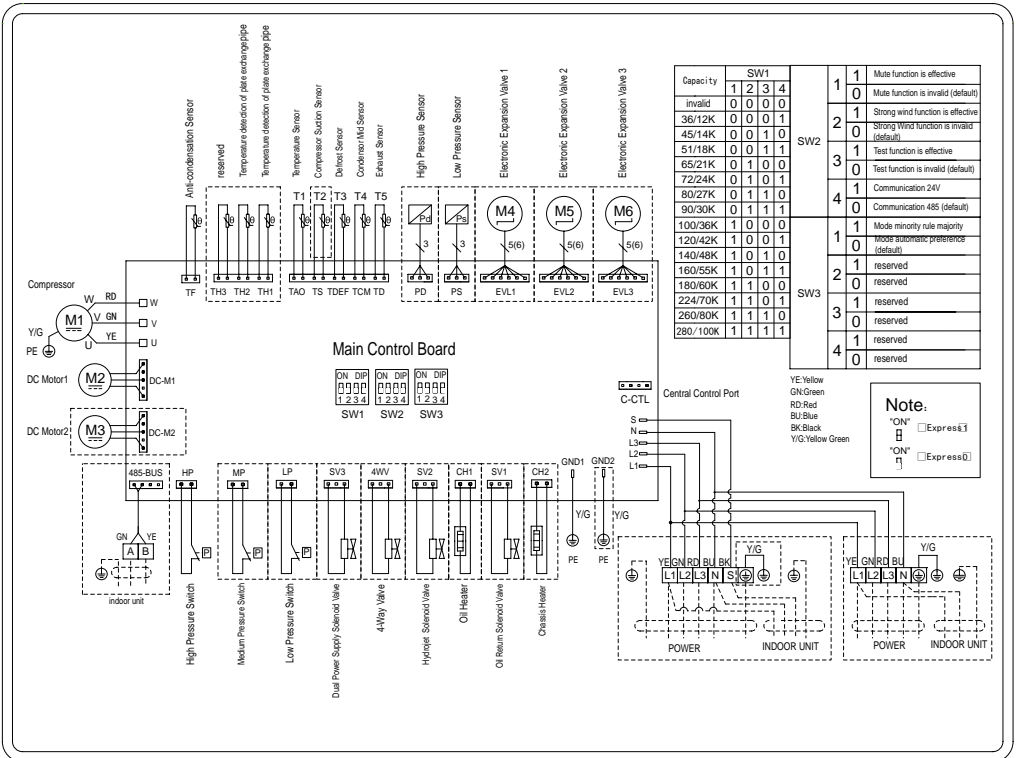 Anti-condensation Sensor
reserved
Temperature detection of plate exchange pipe
Temperature detection of plate exchange pipe
Temperature Sensor
Compressor Suction Sensor
Defrost Sensor
Condensor Mid Sensor
Exhaust Sensor
High Pressure Sensor
Low Pressure Sensor
Electronic Expansion Valve 1
Electronic Expansion Valve 2
Electronic Expansion Valve 3
T1 T2 T3 T4 T5
θ θ θ θ θ θ θ θ θ
Pd Ps
M4 M5 M6
3 3 5(6) 5(6) 5(6)
TF TH3 TH2 TH1 TAO TS TDEF TCM TD PD PS EVL1 EVL2 EVL3
Capacity SW1
1 2 3 4
invalid 0 0 0 0
36/12K 0 0 0 1
45/14K 0 0 1 0
51/18K 0 0 1 1
65/21K 0 1 0 0
72/24K 0 1 0 1
80/27K 0 1 1 0
90/30K 0 1 1 1
100/36K 1 0 0 0
120/42K 1 0 0 1
140/48K 1 0 1 0
160/55K 1 0 1 1
180/60K 1 1 0 0
224/70K 1 1 0 1
260/80K 1 1 1 0
280/100K 1 1 1 1
SW2
1 1 Mute function is effective
0 Mute function is invalid (default)
2 1 Strong wind function is effective
0 Strong Wind function is invalid
(default)
3 1 Test function is effective
0 Test function is invalid (default)
4 1 Communication 24V
0 Communication 485 (default)
SW3
1 1 Mode minority rule majority
0 Mode automatic preference
(default)
2 1 reserved
0 reserved
3 1 reserved
0 reserved
4 1 reserved
0 reserved
Compressor
M1
W RD W
V GN V
U YE U
Y/G
PE
DC Motor1 M2 DC-M1
DC Motor2 M3 DC-M2
Main Control Board
ON DIP ON DIP ON DIP
1 2 3 4 1 2 3 4 1 2 3 4
SW1 SW2 SW3
C-CTL Central Control Port
S
N
L3
L2
L1
YE:Yellow
GN:Green
RD:Red
BU:Blue
BK:Black
Y/G:Yellow Green
Note:
"ON" Express1
"ON" Express0
485-BUS HP MP LP SV3 4WV SV2 CH1 SV1 CH2 GND1 GND2
GN YE
A B
indoor unit
P P P
Y/G Y/G
PE PE
High Pressure Switch
Medium Pressure Switch
Low Pressure Switch
Dual Power Supply Solenoid Valve
4-Way Valve
Hydrojet Solenoid Valve
Oil Heater
Oil Return Solenoid Valve
Chassis Heater
YE GN RD BU BK Y/G
L1 L2 L3 N S
POWER INDOOR UNIT
YE GN RD BU Y/G
L1 L2 L3 N
POWER INDOOR UNIT